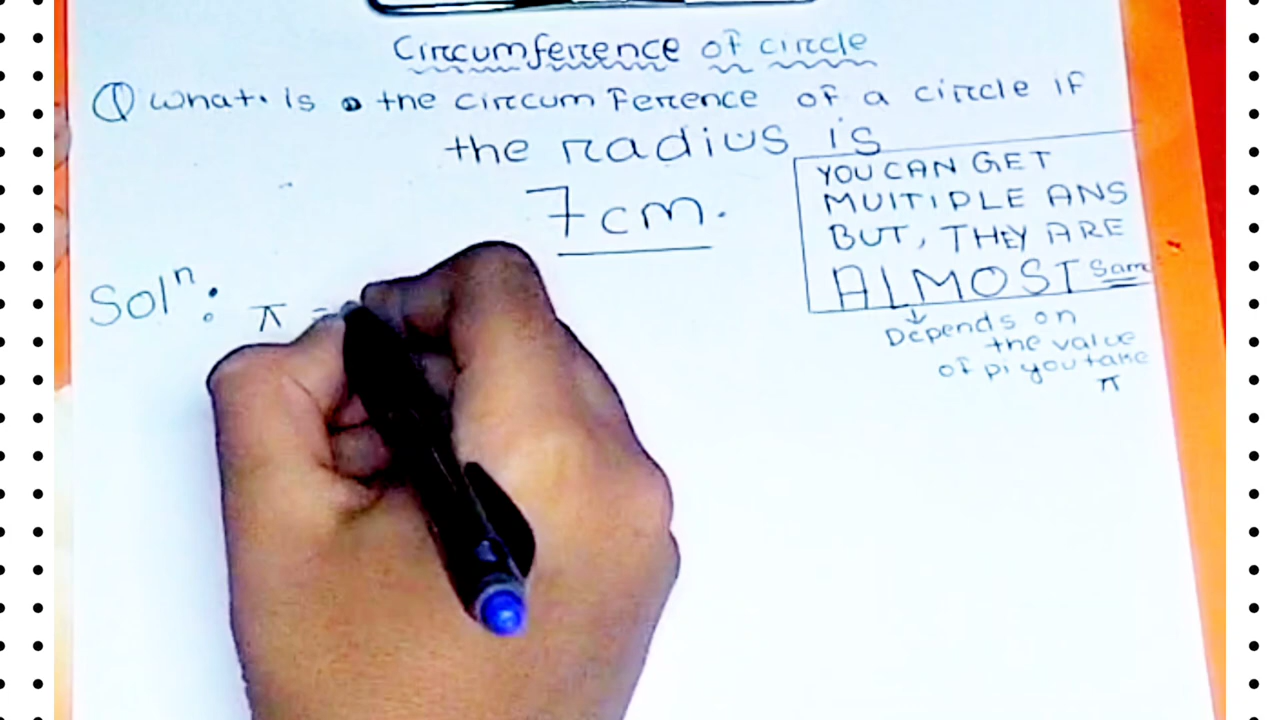 Circumference of circle
Q what. is the circumference of a circle if
the radius is
7cm.
YOU CAN GET
MUITIPLE ANS
BUT, THEY ARE
ALMOST Same
Depends on
the value
of pi you take
π
Solⁿ: π =